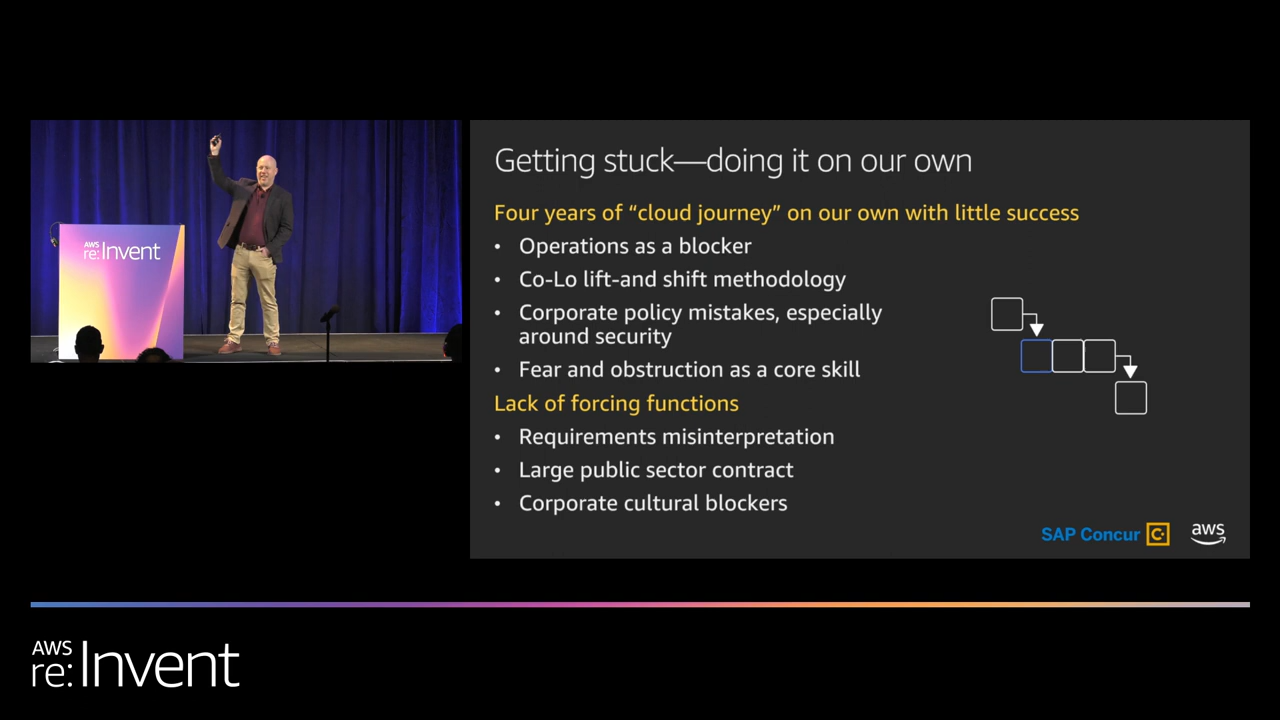 AWS
re:Invent
Getting stuck—doing it on our own
Four years of “cloud journey” on our own with little success
• Operations as a blocker
• Co-Lo lift-and shift methodology
• Corporate policy mistakes, especially
around security
• Fear and obstruction as a core skill
Lack of forcing functions
• Requirements misinterpretation
• Large public sector contract
• Corporate cultural blockers
SAP Concur C.
aws
AWS
re:Invent